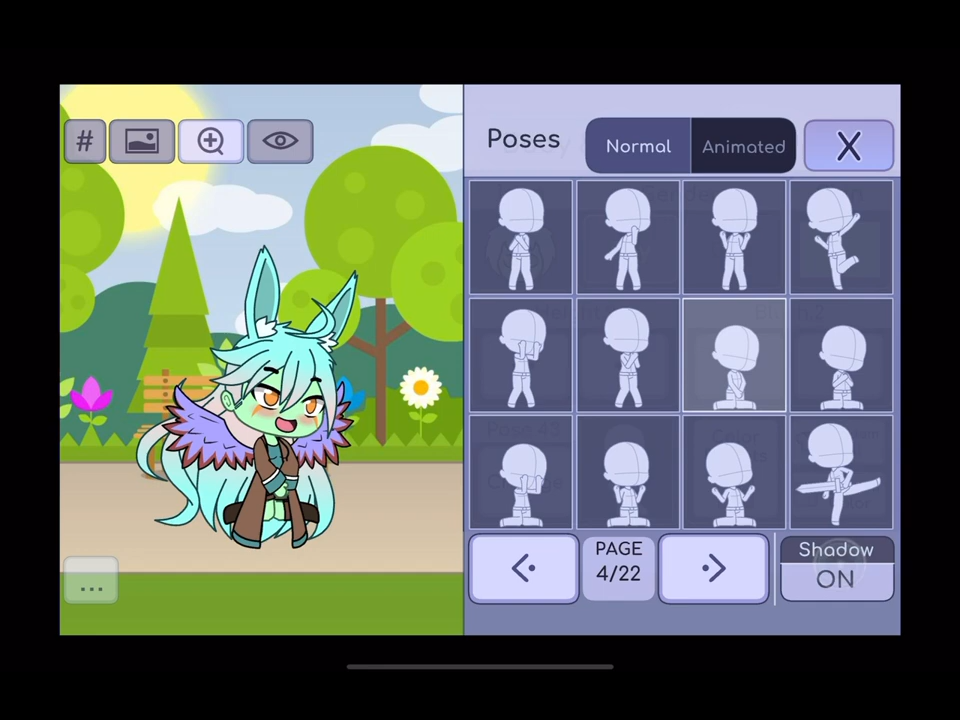 #
Poses
Normal
Animated
X
PAGE
4/22
Shadow
ON
...